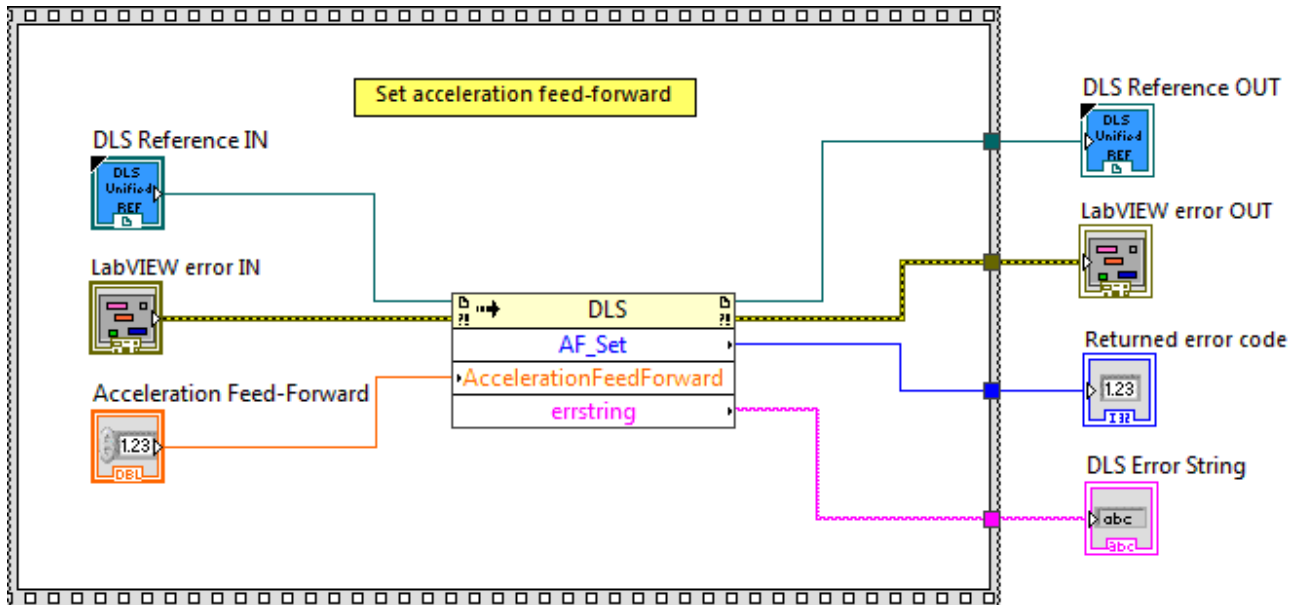 Set acceleration feed-forward
DLS Reference IN
DLS
Unified
REF
LabVIEW error IN
?!
DLS
?!
AF_Set
Acceleration Feed-Forward
AccelerationFeedForward
1.23
DBL
errstring
DLS Reference OUT
DLS
Unified
REF
LabVIEW error OUT
Returned error code
1.23
I32
DLS Error String
abc
abc